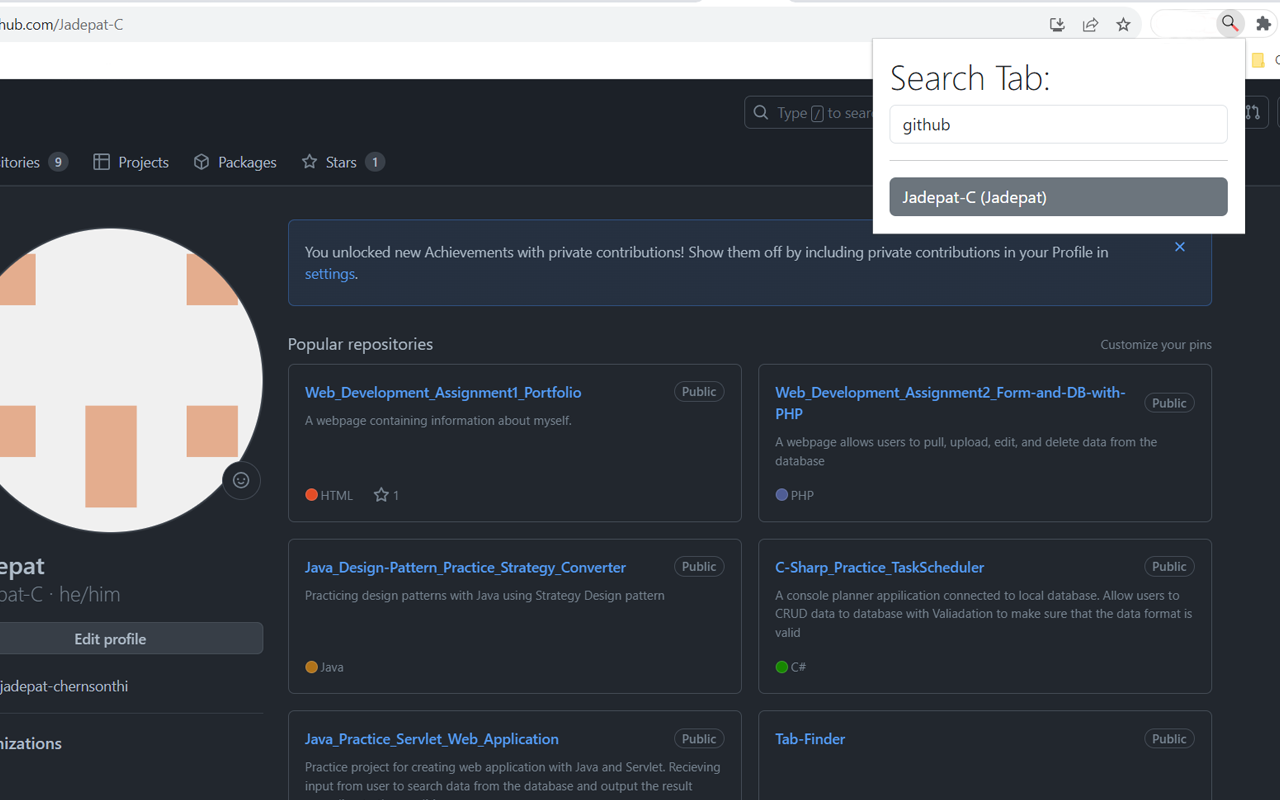 hub.com/Jadepat-C
Search Tab:
github
Jadepat-C (Jadepat)
Type / to sear
itories 9 Projects Packages Stars 1
You unlocked new Achievements with private contributions! Show them off by including private contributions in your Profile in
settings.
Popular repositories
Customize your pins
Web_Development_Assignment1_Portfolio Public
A webpage containing information about myself.
HTML 1
Web_Development_Assignment2_Form-and-DB-with-
PHP Public
A webpage allows users to pull, upload, edit, and delete data from the
database
PHP
Java_Design-Pattern_Practice_Strategy_Converter Public
Practicing design patterns with Java using Strategy Design pattern
Java
C-Sharp_Practice_TaskScheduler Public
A console planner application connected to local database. Allow users to
CRUD data to database with Valiadation to make sure that the data format is
valid
C#
Java_Practice_Servlet_Web_Application Public
Practice project for creating web application with Java and Servlet. Recieving
input from user to search data from the database and output the result
Tab-Finder Public
epat
pat-C · he/him
Edit profile
jadepat-chernsonthi
nizations